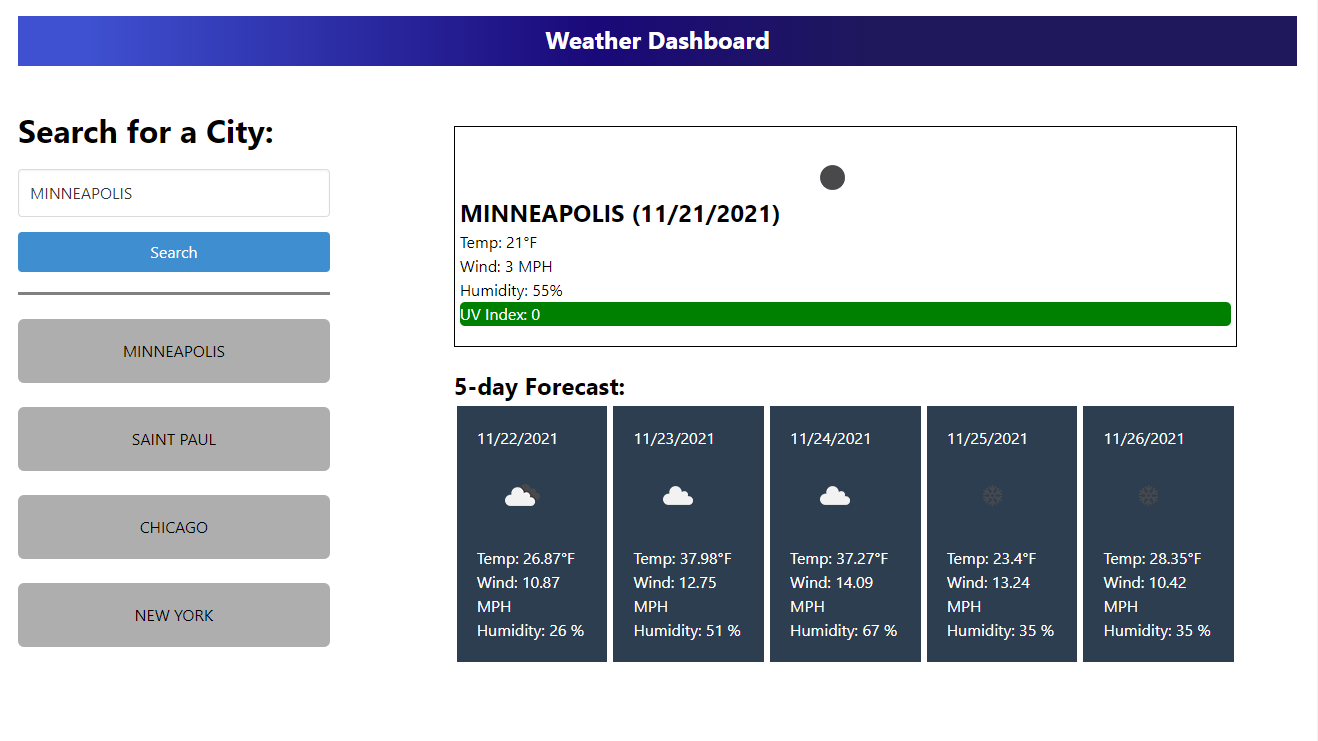 Weather Dashboard
Search for a City:
MINNEAPOLIS
Search
MINNEAPOLIS
SAINT PAUL
CHICAGO
NEW YORK
MINNEAPOLIS (11/21/2021)
Temp: 21°F
Wind: 3 MPH
Humidity: 55%
UV Index: 0
5-day Forecast:
11/22/2021
Temp: 26.87°F
Wind: 10.87
MPH
Humidity: 26 %
11/23/2021
Temp: 37.98°F
Wind: 12.75
MPH
Humidity: 51 %
11/24/2021
Temp: 37.27°F
Wind: 14.09
MPH
Humidity: 67 %
11/25/2021
Temp: 23.4°F
Wind: 13.24
MPH
Humidity: 35 %
11/26/2021
Temp: 28.35°F
Wind: 10.42
MPH
Humidity: 35 %